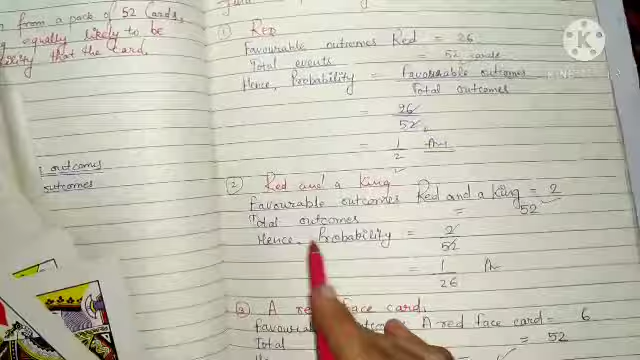 from a pack of 52 Cards,
equally likely to be
that the card
outcomes
outcomes
1) Red
Favourable outcomes Red = 26
Total events = 52 cards
Hence, Probability = Favourable outcomes
Total outcomes
= 26
52
= 1
2 Ans
② Red and a king
Favourable outcomes Red and a king = 2
Total outcomes = 52
Hence, Probability = 2
52
= 1
26 A
③ A red face card.
Favourable outcomes A red face card = 6
Total = 52
K
KINEMASTER